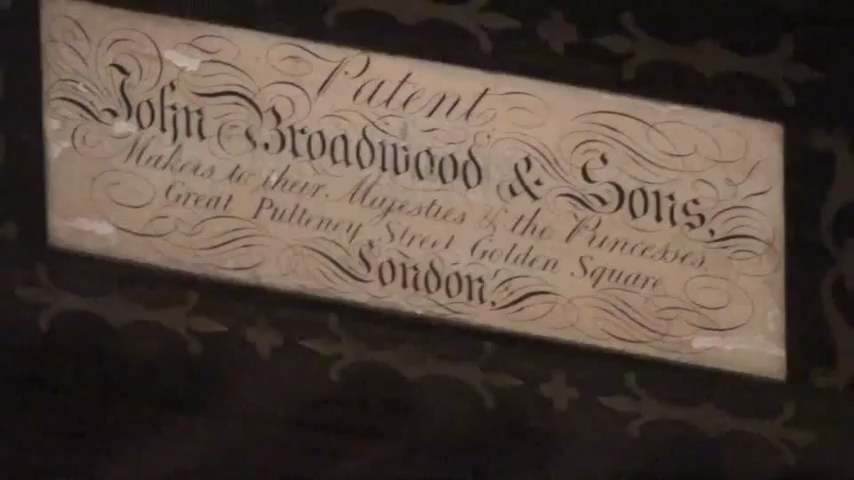 Patent
John Broadwood & Sons,
Makers to their Majesties & the Princesses,
Great Pulteney Street Golden Square
London.